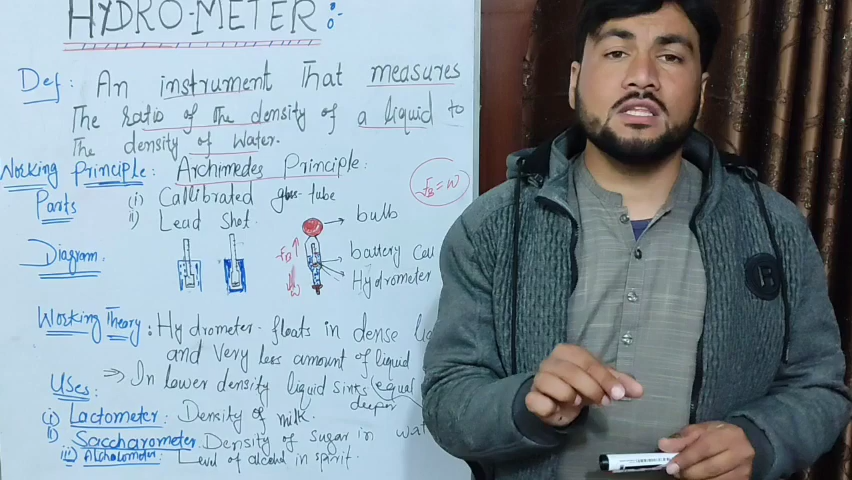 HYDRO-METER:
Def: An instrument That measures
The ratio of The density of a liquid to
The density of Water.
Working Principle: Archimedes Principle:
Parts (i) Callibrated glass tube
ii) Lead Shot.
FB = W
Diagram.
bulb
battery Cell
Hydrometer
FB
W
Working Theory: Hydrometer floats in dense
and Very less amount of liquid
⇒ In lower density liquid sinks (equal
deeper
Uses:
(i) Lactometer: Density of milk.
ii Saccharometer Density of Sugar in wat
iii) Alcholometer: Level of alcohol in spirit.